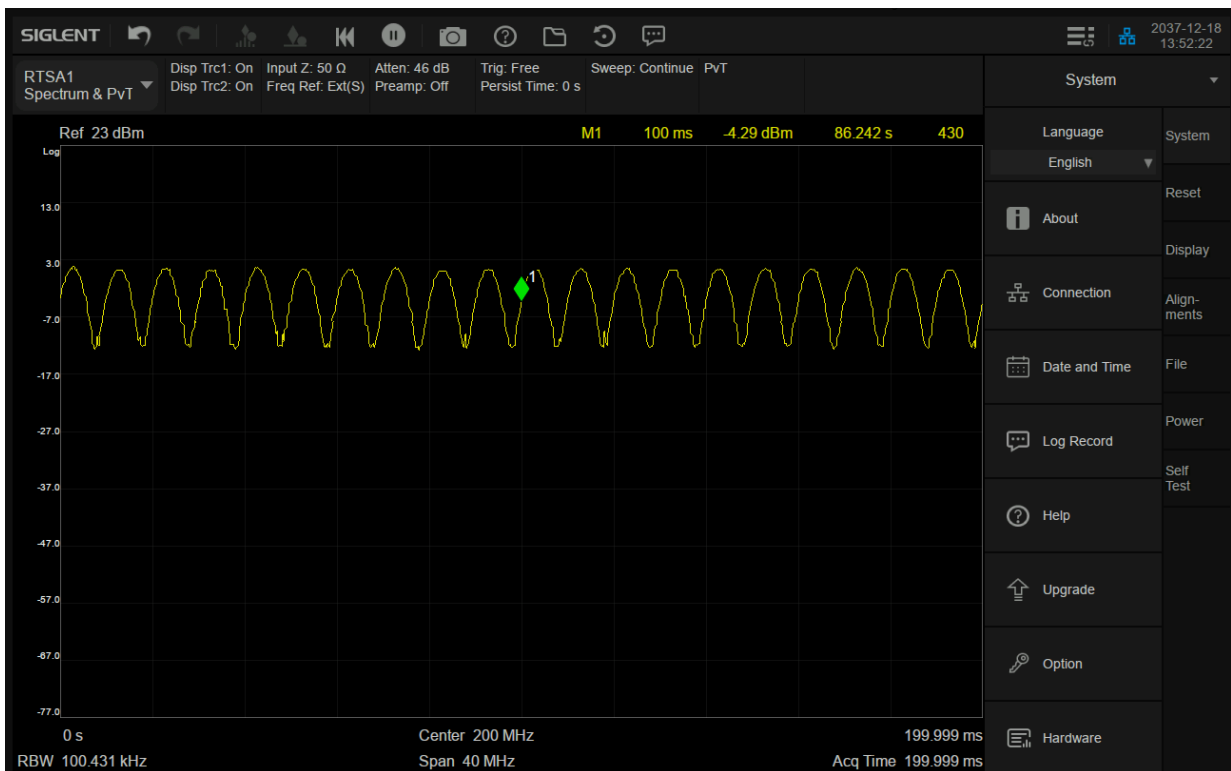 SIGLENT
2037-12-18
13:52:22
RTSA1
Spectrum & PvT
Disp Trc1: On
Disp Trc2: On
Input Z: 50 Ω
Freq Ref: Ext(S)
Atten: 46 dB
Preamp: Off
Trig: Free
Persist Time: 0 s
Sweep: Continue
PvT
System
Ref 23 dBm
M1 100 ms -4.29 dBm 86.242 s 430
Log
13.0
3.0
-7.0
-17.0
-27.0
-37.0
-47.0
-57.0
-67.0
-77.0
1
0 s
Center 200 MHz
199.999 ms
RBW 100.431 kHz
Span 40 MHz
Acq Time 199.999 ms
Language
English
About
Connection
Date and Time
Log Record
Help
Upgrade
Option
Hardware
System
Reset
Display
Align-
ments
File
Power
Self
Test